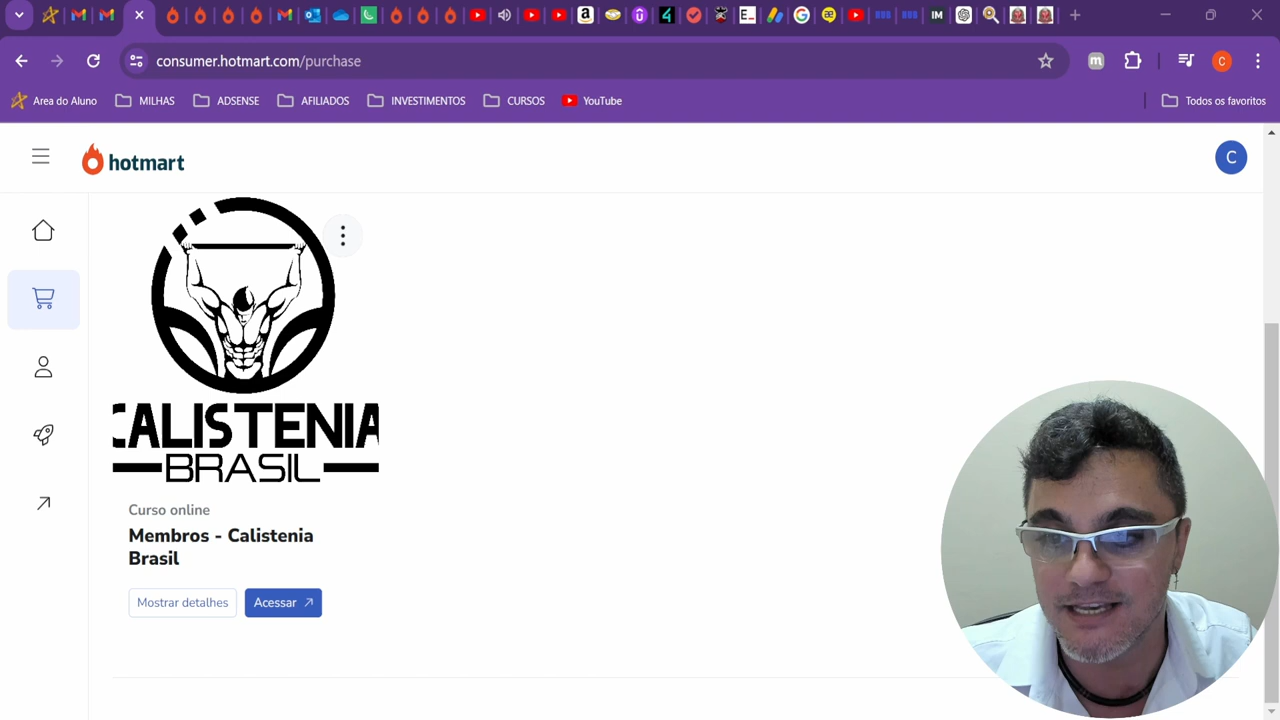 consumer.hotmart.com/purchase
C
Area do Aluno
MILHAS
ADSENSE
AFILIADOS
INVESTIMENTOS
CURSOS
YouTube
Todos os favoritos
hotmart
C
CALISTENIA
BRASIL
Curso online
Membros - Calistenia
Brasil
Mostrar detalhes
Acessar